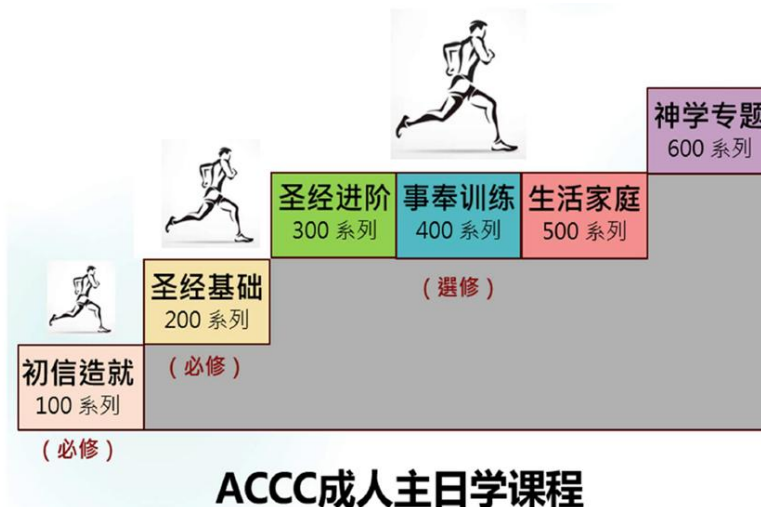 神学专题
600 系列
圣经进阶
300 系列
事奉训练
400 系列
生活家庭
500 系列
圣经基础
200 系列
(選修)
初信造就
100 系列
(必修)
(必修)
ACCC成人主日学课程